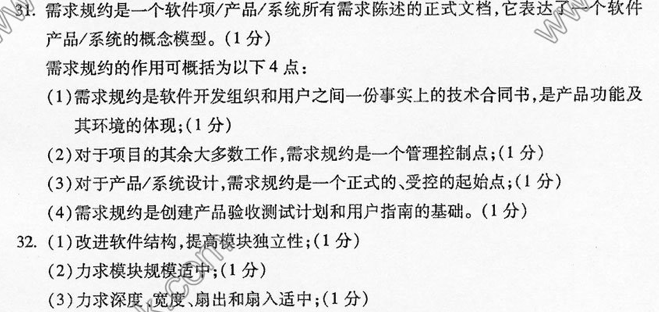 31. 需求规约是一个软件项/产品/系统所有需求陈述的正式文档,它表达了一个软件
产品/系统的概念模型。(1分)
需求规约的作用可概括为以下4点:
(1)需求规约是软件开发组织和用户之间一份事实上的技术合同书,是产品功能及
其环境的体现;(1分)
(2)对于项目的其余大多数工作,需求规约是一个管理控制点;(1分)
(3)对于产品/系统设计,需求规约是一个正式的、受控的起始点;(1分)
(4)需求规约是创建产品验收测试计划和用户指南的基础。(1分)
32. (1)改进软件结构,提高模块独立性;(1分)
(2)力求模块规模适中;(1分)
(3)力求深度、宽度、扇出和扇入适中;(1分)